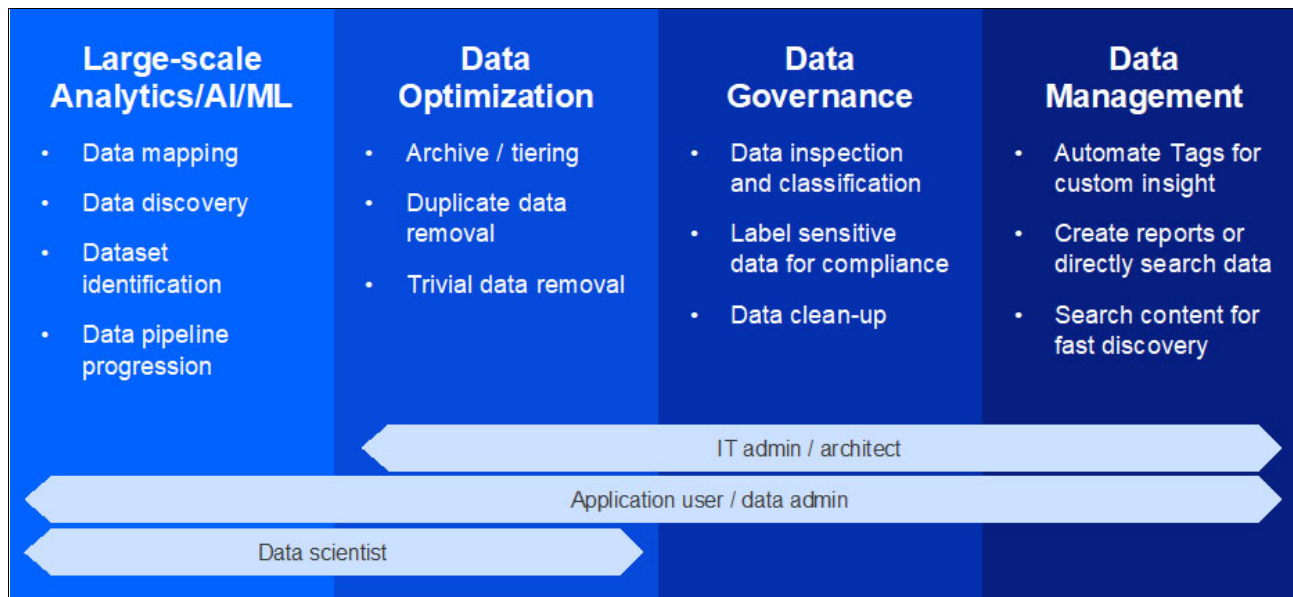 Large-scale
Analytics/AI/ML
• Data mapping
• Data discovery
• Dataset
identification
• Data pipeline
progression
Data
Optimization
• Archive / tiering
• Duplicate data
removal
• Trivial data removal
Data
Governance
• Data inspection
and classification
• Label sensitive
data for compliance
• Data clean-up
Data
Management
• Automate Tags for
custom insight
• Create reports or
directly search data
• Search content for
fast discovery
IT admin / architect
Application user / data admin
Data scientist